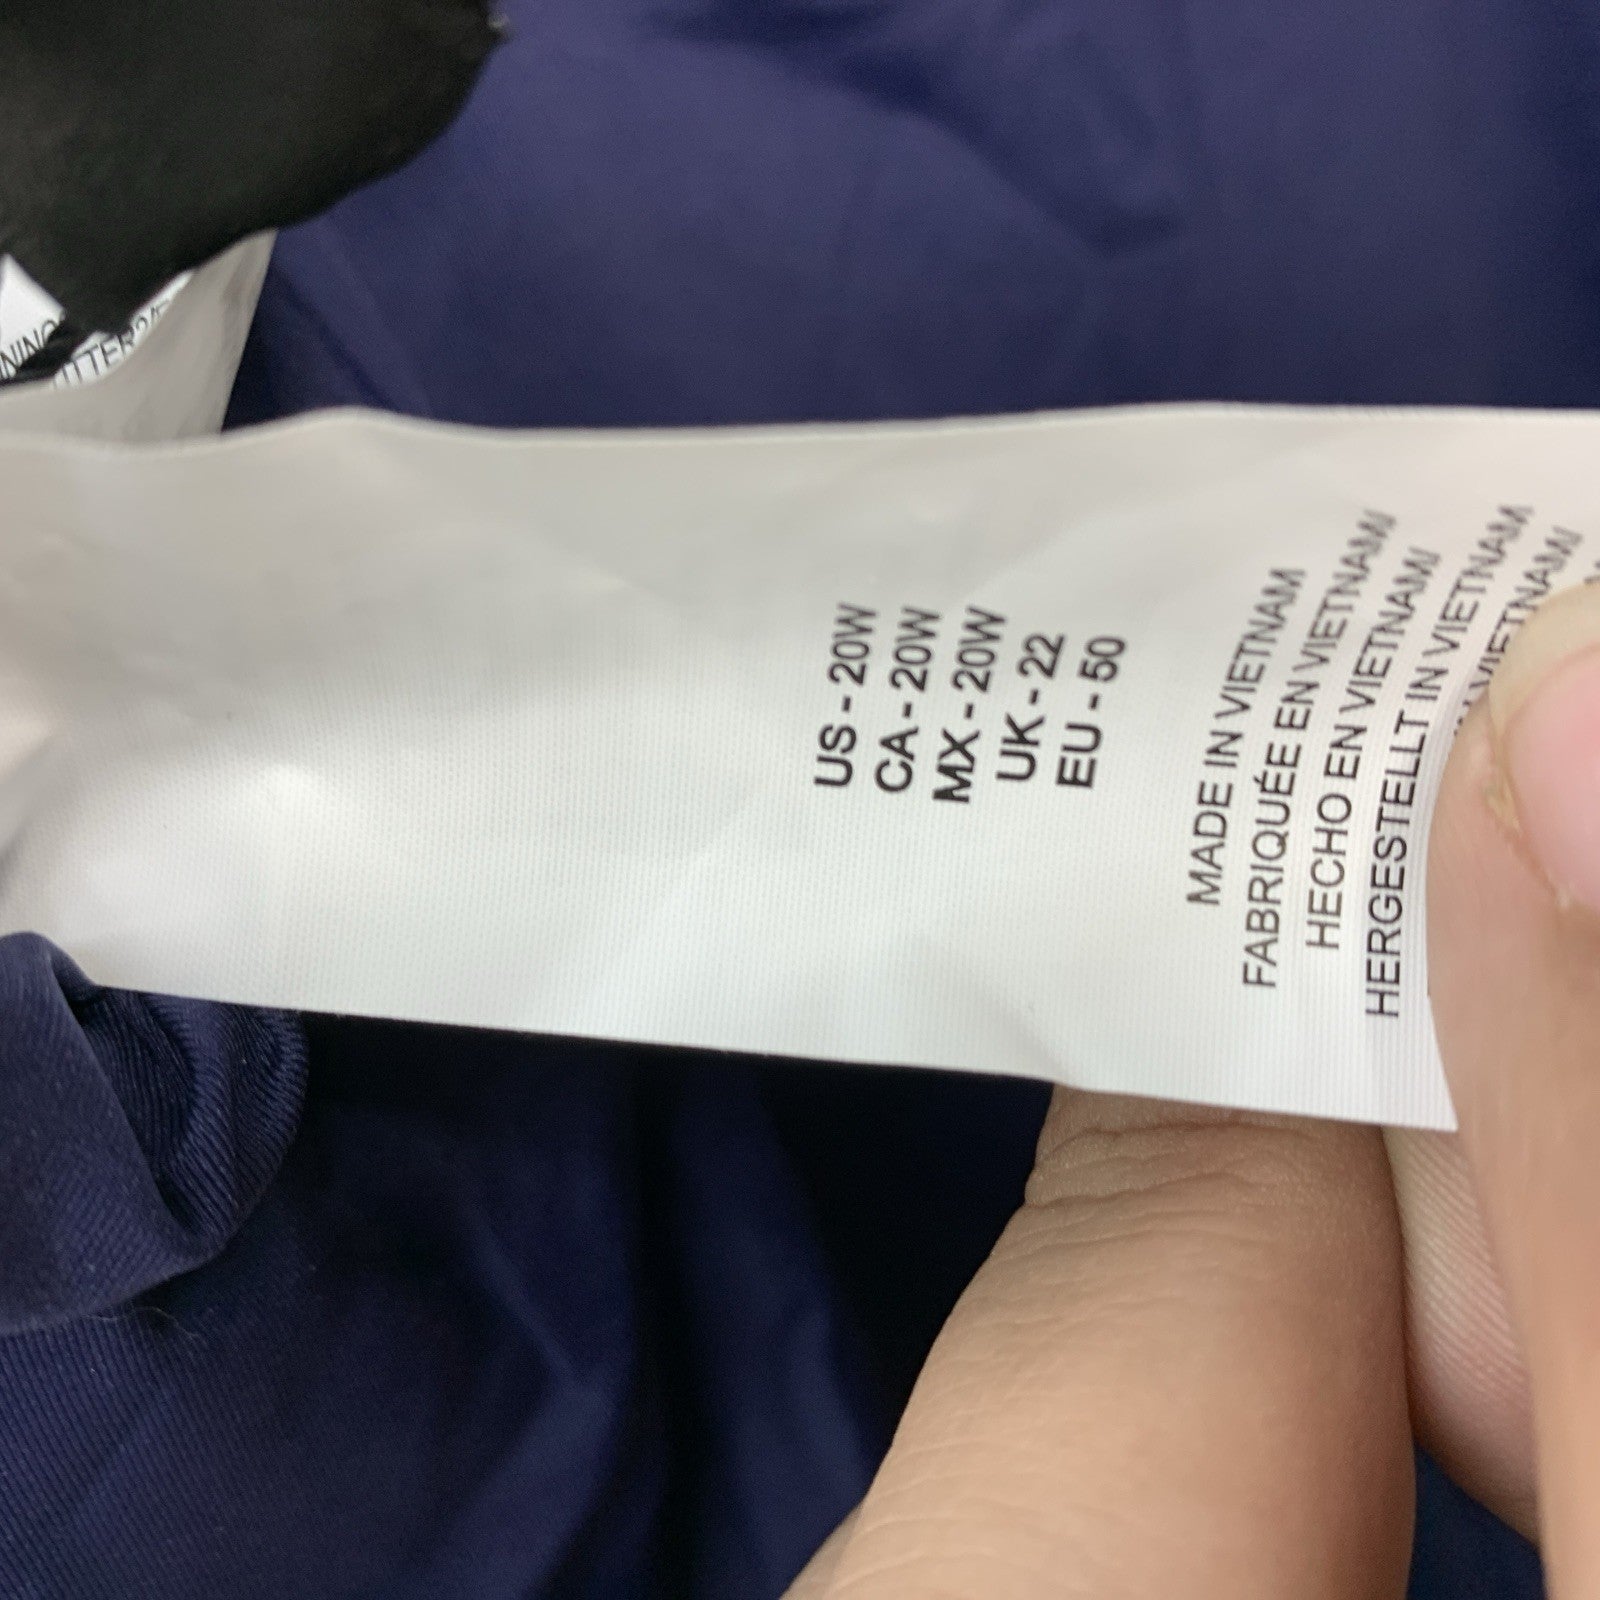 US - 20W
CA - 20W
MX - 20W
UK - 22
EU - 50
MADE IN VIETNAM
FABRIQUÉE EN VIETNAM/
HECHO EN VIETNAM/
HERGESTELLT IN VIETNAM
VIETNAM/